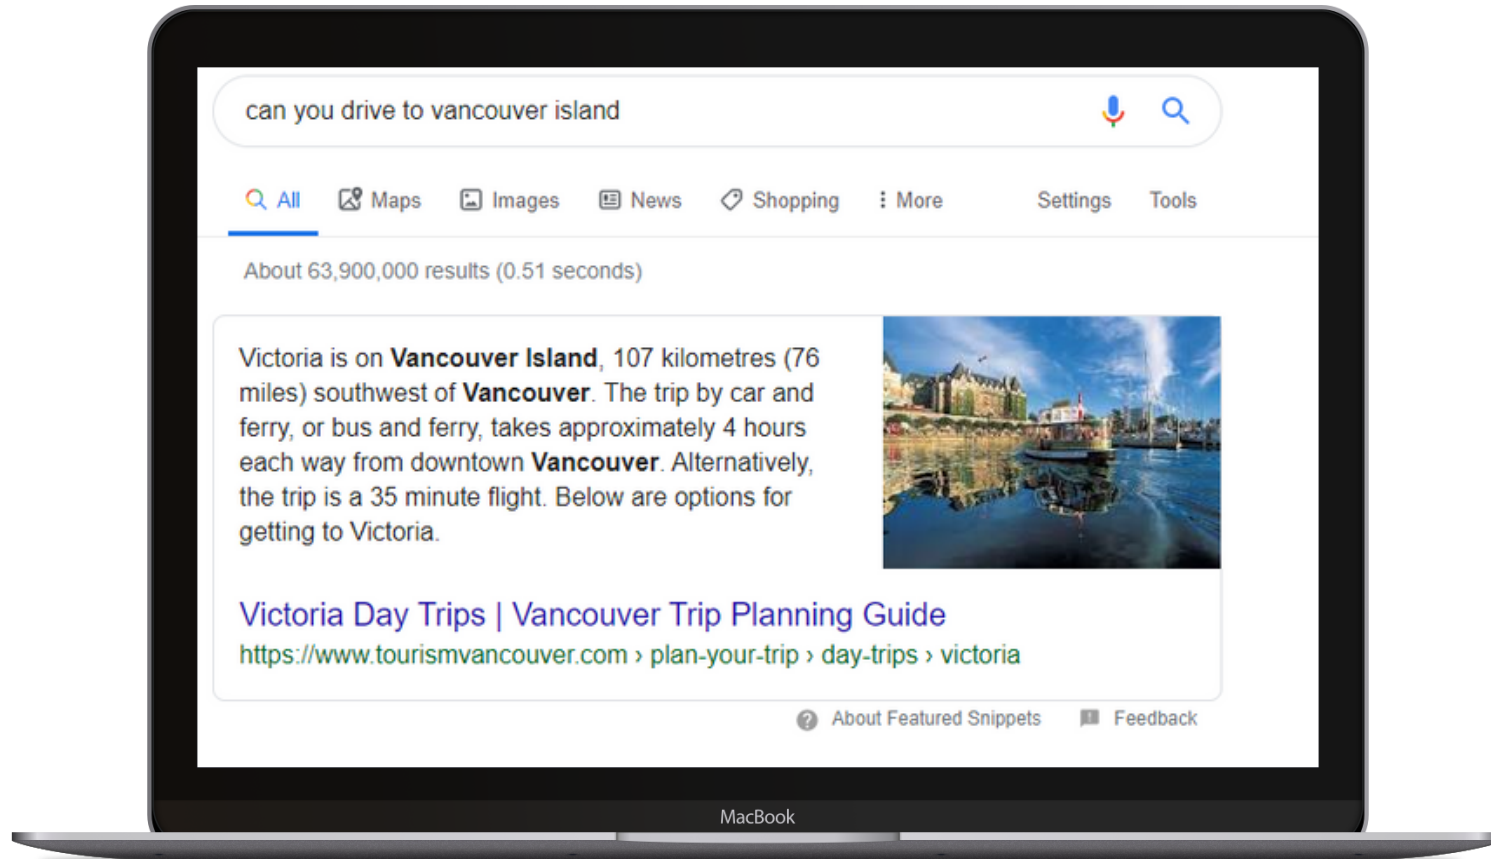 can you drive to vancouver island
All Maps Images News Shopping More Settings Tools
About 63,900,000 results (0.51 seconds)
Victoria is on Vancouver Island, 107 kilometres (76
miles) southwest of Vancouver. The trip by car and
ferry, or bus and ferry, takes approximately 4 hours
each way from downtown Vancouver. Alternatively,
the trip is a 35 minute flight. Below are options for
getting to Victoria.
Victoria Day Trips | Vancouver Trip Planning Guide
https://www.tourismvancouver.com › plan-your-trip › day-trips › victoria
About Featured Snippets Feedback
MacBook